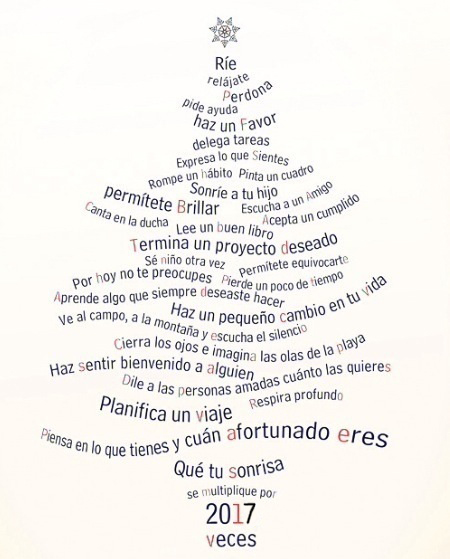 Ríe
relájate
Perdona
pide ayuda
haz un Favor
delega tareas
Expresa lo que Sientes
Rompe un hábito Pinta un cuadro
Sonríe a tu hijo
permítete Brillar Escucha a un Amigo
Canta en la ducha Lee un buen libro Acepta un cumplido
Termina un proyecto deseado
Sé niño otra vez Permítete equivocarte
Por hoy no te preocupes Pierde un poco de tiempo
Aprende algo que siempre deseaste hacer
Haz un pequeño cambio en tu vida
Ve al campo, a la montaña y escucha el silencio
Cierra los ojos e imagina las olas de la playa
Haz sentir bienvenido a alguien
Dile a las personas amadas cuánto las quieres
Planifica un viaje Respira profundo
Piensa en lo que tienes y cuán afortunado eres
Qué tu sonrisa
se multiplique por
2017
veces